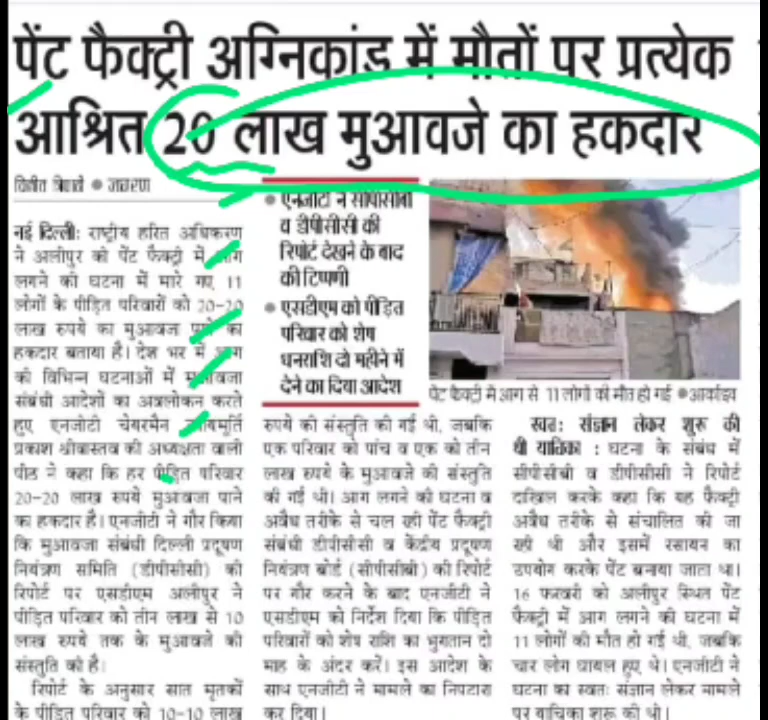 पेंट फैक्ट्री अग्निकांड में मौतों पर प्रत्येक
आश्रित 20 लाख मुआवजे का हकदार
विनीत त्रिपाठी ● जागरण
नई दिल्ली: राष्ट्रीय हरित अधिकरण
ने अलीपुर की पेंट फैक्ट्री में आग
लगने की घटना में मारे गए 11
लोगों के पीड़ित परिवारों को 20-20
लाख रुपये का मुआवजा पाने का
हकदार बताया है। देश भर में आग
की विभिन्न घटनाओं में मुआवजा
संबंधी आदेशों का अवलोकन करते
हुए एनजीटी चेयरमैन न्यायमूर्ति
प्रकाश श्रीवास्तव की अध्यक्षता वाली
पीठ ने कहा कि हर पीड़ित परिवार
20-20 लाख रुपये मुआवजा पाने
का हकदार है। एनजीटी ने गौर किया
कि मुआवजा संबंधी दिल्ली प्रदूषण
नियंत्रण समिति (डीपीसीसी) की
रिपोर्ट पर एसडीएम अलीपुर ने
पीड़ित परिवार को तीन लाख से 10
लाख रुपये तक के मुआवजे की
संस्तुति की है।
रिपोर्ट के अनुसार सात मृतकों
के पीड़ित परिवार को 10-10 लाख
● एनजीटी ने सीपीसीबी
व डीपीसीसी की
रिपोर्ट देखने के बाद
की टिप्पणी
● एसडीएम को पीड़ित
परिवार को शेष
धनराशि दो महीने में
देने का दिया आदेश
पेंट फैक्ट्री में आग से 11 लोगों की मौत हो गई ● आर्काइव
रुपये की संस्तुति की गई थी, जबकि
एक परिवार को पांच व एक को तीन
लाख रुपये के मुआवजे की संस्तुति
की गई थी। आग लगने की घटना व
अवैध तरीके से चल रही पेंट फैक्ट्री
संबंधी डीपीसीसी व केंद्रीय प्रदूषण
नियंत्रण बोर्ड (सीपीसीबी) की रिपोर्ट
पर गौर करने के बाद एनजीटी ने
एसडीएम को निर्देश दिया कि पीड़ित
परिवारों को शेष राशि का भुगतान दो
माह के अंदर करें। इस आदेश के
साथ एनजीटी ने मामले का निपटारा
कर दिया।
स्वत: संज्ञान लेकर शुरू की
थी याचिका : घटना के संबंध में
सीपीसीबी व डीपीसीसी ने रिपोर्ट
दाखिल करके कहा कि यह फैक्ट्री
अवैध तरीके से संचालित की जा
रही थी और इसमें रसायन का
उपयोग करके पेंट बनाया जाता था।
16 फरवरी को अलीपुर स्थित पेंट
फैक्ट्री में आग लगने की घटना में
11 लोगों की मौत हो गई थी, जबकि
चार लोग घायल हुए थे। एनजीटी ने
घटना का स्वत: संज्ञान लेकर मामले
पर याचिका शुरू की थी।